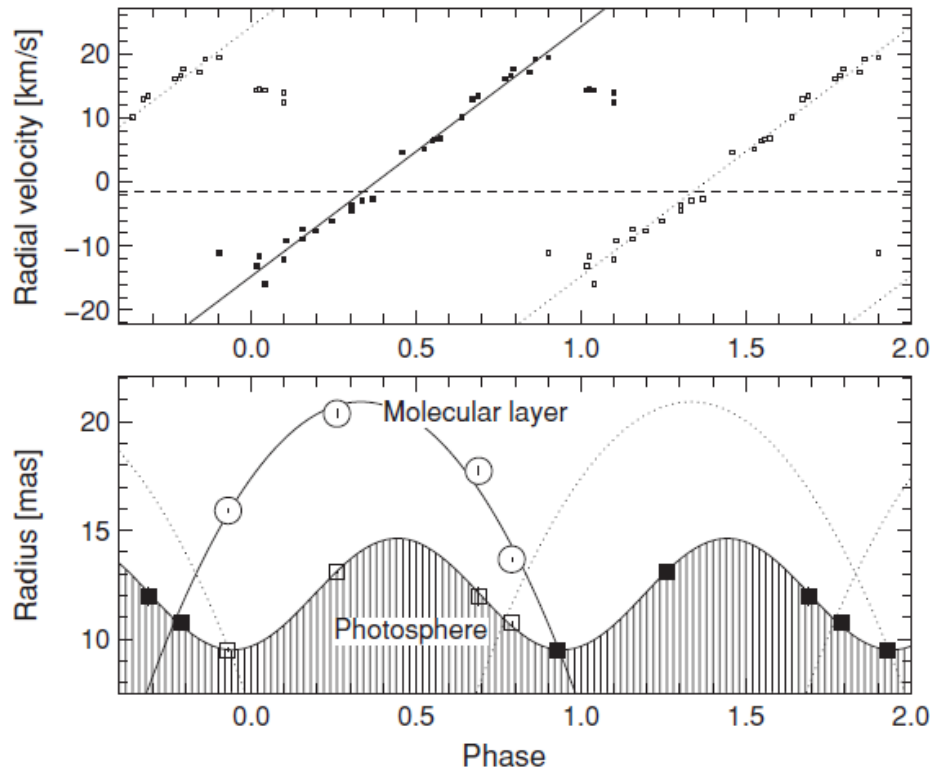 Radial velocity [km/s]
20
10
0
−10
−20
0.0 0.5 1.0 1.5 2.0
Radius [mas]
20
15
10
Molecular layer
Photosphere
0.0 0.5 1.0 1.5 2.0
Phase